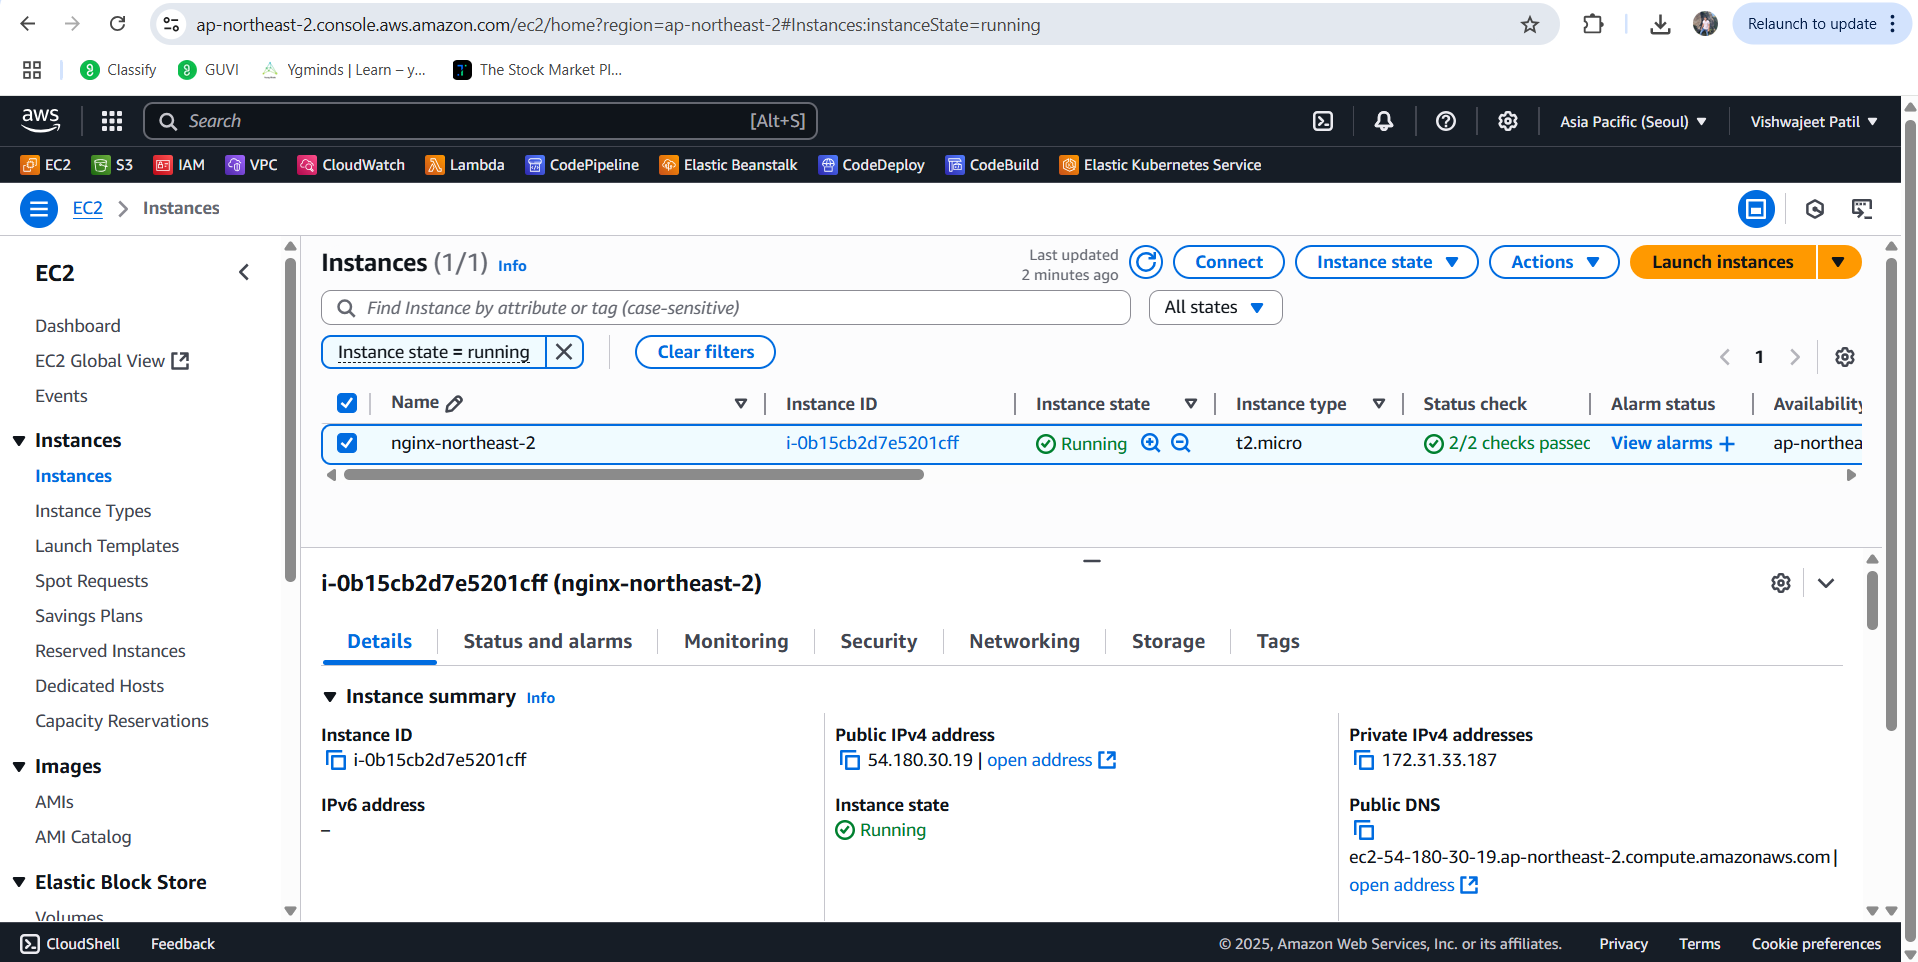 ap-northeast-2.console.aws.amazon.com/ec2/home?region=ap-northeast-2#Instances:instanceState=running
Relaunch to update
Classify
GUVI
Ygminds | Learn – y...
The Stock Market Pl...
aws
Search
[Alt+S]
Asia Pacific (Seoul)
Vishwajeet Patil
EC2
S3
IAM
VPC
CloudWatch
Lambda
CodePipeline
Elastic Beanstalk
CodeDeploy
CodeBuild
Elastic Kubernetes Service
EC2
Instances
EC2
Dashboard
EC2 Global View
Events
Instances
Instances
Instance Types
Launch Templates
Spot Requests
Savings Plans
Reserved Instances
Dedicated Hosts
Capacity Reservations
Images
AMIs
AMI Catalog
Elastic Block Store
Volumes
Instances (1/1) Info
Last updated
2 minutes ago
Connect
Instance state
Actions
Launch instances
Find Instance by attribute or tag (case-sensitive)
All states
Instance state = running
Clear filters
1
Name
Instance ID
Instance state
Instance type
Status check
Alarm status
Availability
nginx-northeast-2
i-0b15cb2d7e5201cff
Running
t2.micro
2/2 checks passec
View alarms +
ap-northea
i-0b15cb2d7e5201cff (nginx-northeast-2)
Details
Status and alarms
Monitoring
Security
Networking
Storage
Tags
Instance summary Info
Instance ID
i-0b15cb2d7e5201cff
Public IPv4 address
54.180.30.19 | open address
Private IPv4 addresses
172.31.33.187
IPv6 address
–
Instance state
Running
Public DNS
ec2-54-180-30-19.ap-northeast-2.compute.amazonaws.com |
open address
CloudShell
Feedback
© 2025, Amazon Web Services, Inc. or its affiliates.
Privacy
Terms
Cookie preferences